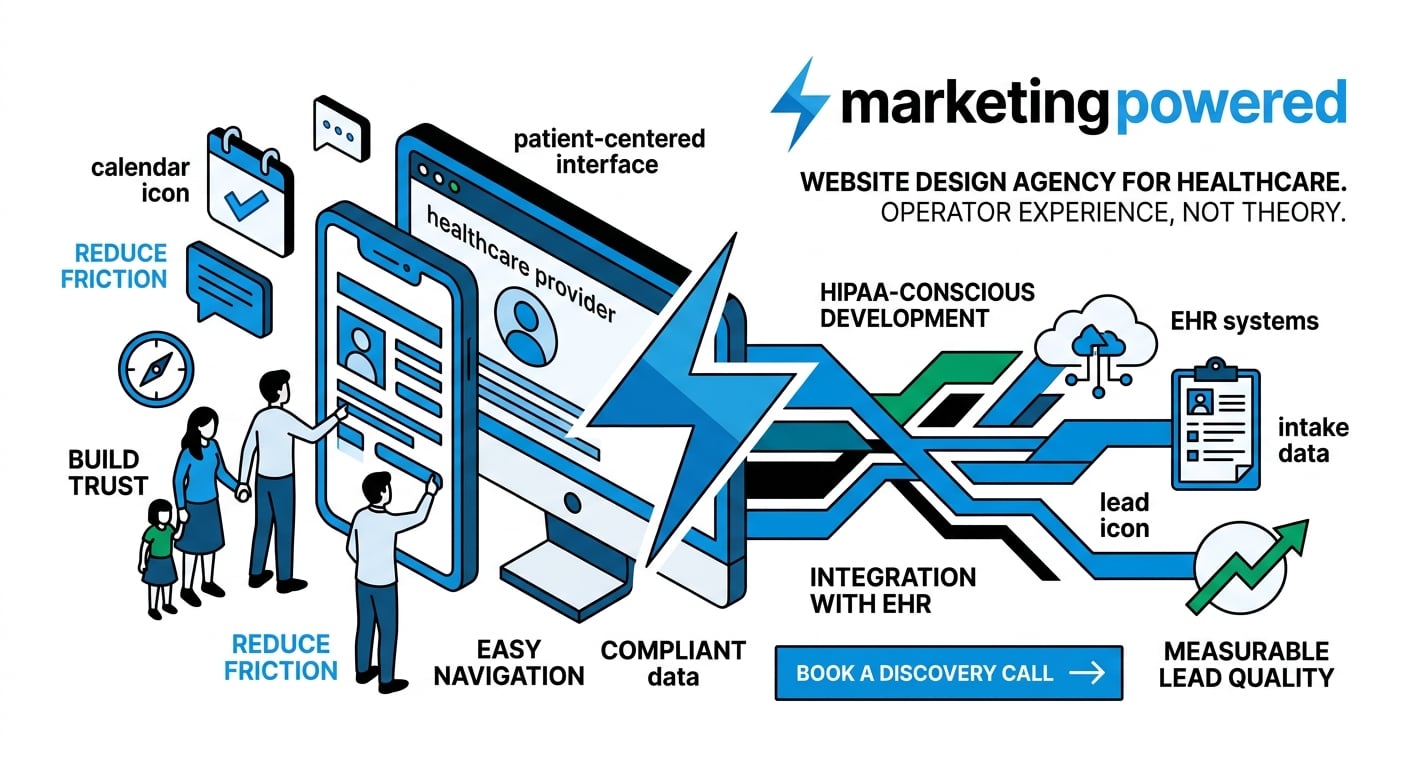 marketingpowered
WEBSITE DESIGN AGENCY FOR HEALTHCARE.
OPERATOR EXPERIENCE, NOT THEORY.
calendar
icon
patient-centered
interface
REDUCE
FRICTION
healthcare provider
BUILD
TRUST
HIPAA-CONSCIOUS
DEVELOPMENT
EHR systems
intake
data
lead
icon
INTEGRATION
WITH EHR
REDUCE
FRICTION
EASY
NAVIGATION
COMPLIANT
data
BOOK A DISCOVERY CALL
MEASURABLE
LEAD QUALITY